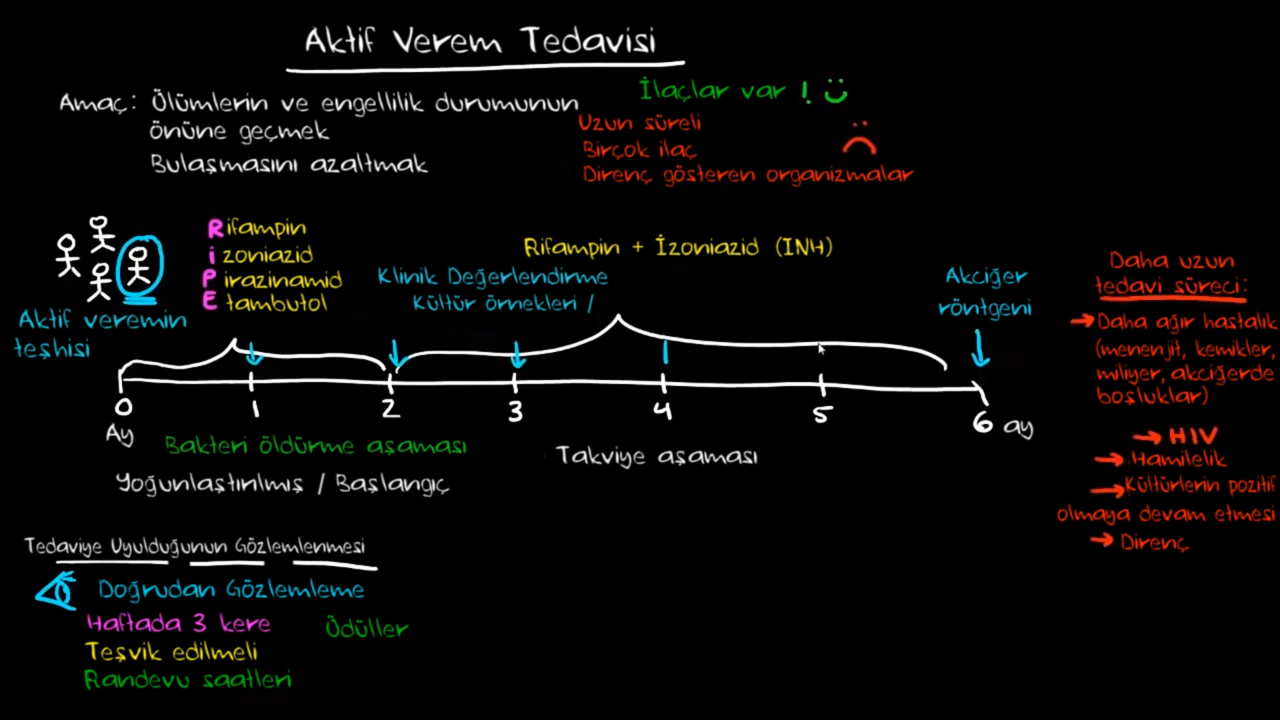 Aktif Verem Tedavisi
Amaç: Ölümlerin ve engellilik durumunun
önüne geçmek
Bulaşmasını azaltmak
İlaçlar var !
Uzun süreli
Birçok ilaç
Direnç gösteren organizmalar
Aktif veremin
teşhisi
Rifampin
izoniazid
Pirazinamid
Etambutol
Rifampin + İzoniazid (INH)
Klinik Değerlendirme
Kültür örnekleri /
Akciğer
röntgeni
0 1 2 3 4 5 6 ay
Ay
Bakteri öldürme aşaması
Yoğunlaştırılmış / Başlangıç
Takviye aşaması
Daha uzun
tedavi süreci:
→ Daha ağır hastalık
(menenjit, kemikler,
miliyer, akciğerde
boşluklar)
→ HIV
→ Hamilelik
→ Kültürlerin pozitif
olmaya devam etmesi
→ Direnç
Tedaviye Uyulduğunun Gözlemlenmesi
Doğrudan Gözlemleme
Haftada 3 kere
Ödüller
Teşvik edilmeli
Randevu saatleri